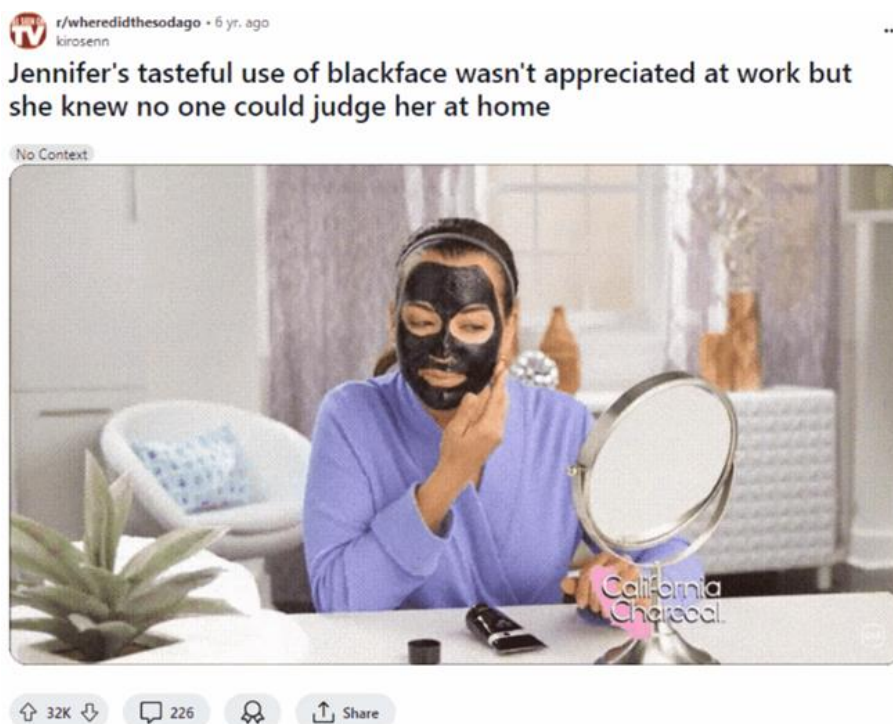 r/wheredidthesodago • 6 yr. ago
kirosenn
Jennifer's tasteful use of blackface wasn't appreciated at work but
she knew no one could judge her at home
No Context
California
Charcoal
32K
226
Share